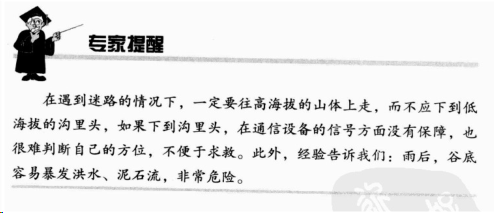 专家提醒
在遇到迷路的情况下，一定要往高海拔的山体上走，而不应下到低
海拔的沟里头，如果下到沟里头，在通信设备的信号方面没有保障，也
很难判断自己的方位，不便于求救。此外，经验告诉我们：雨后，谷底
容易暴发洪水、泥石流，非常危险。